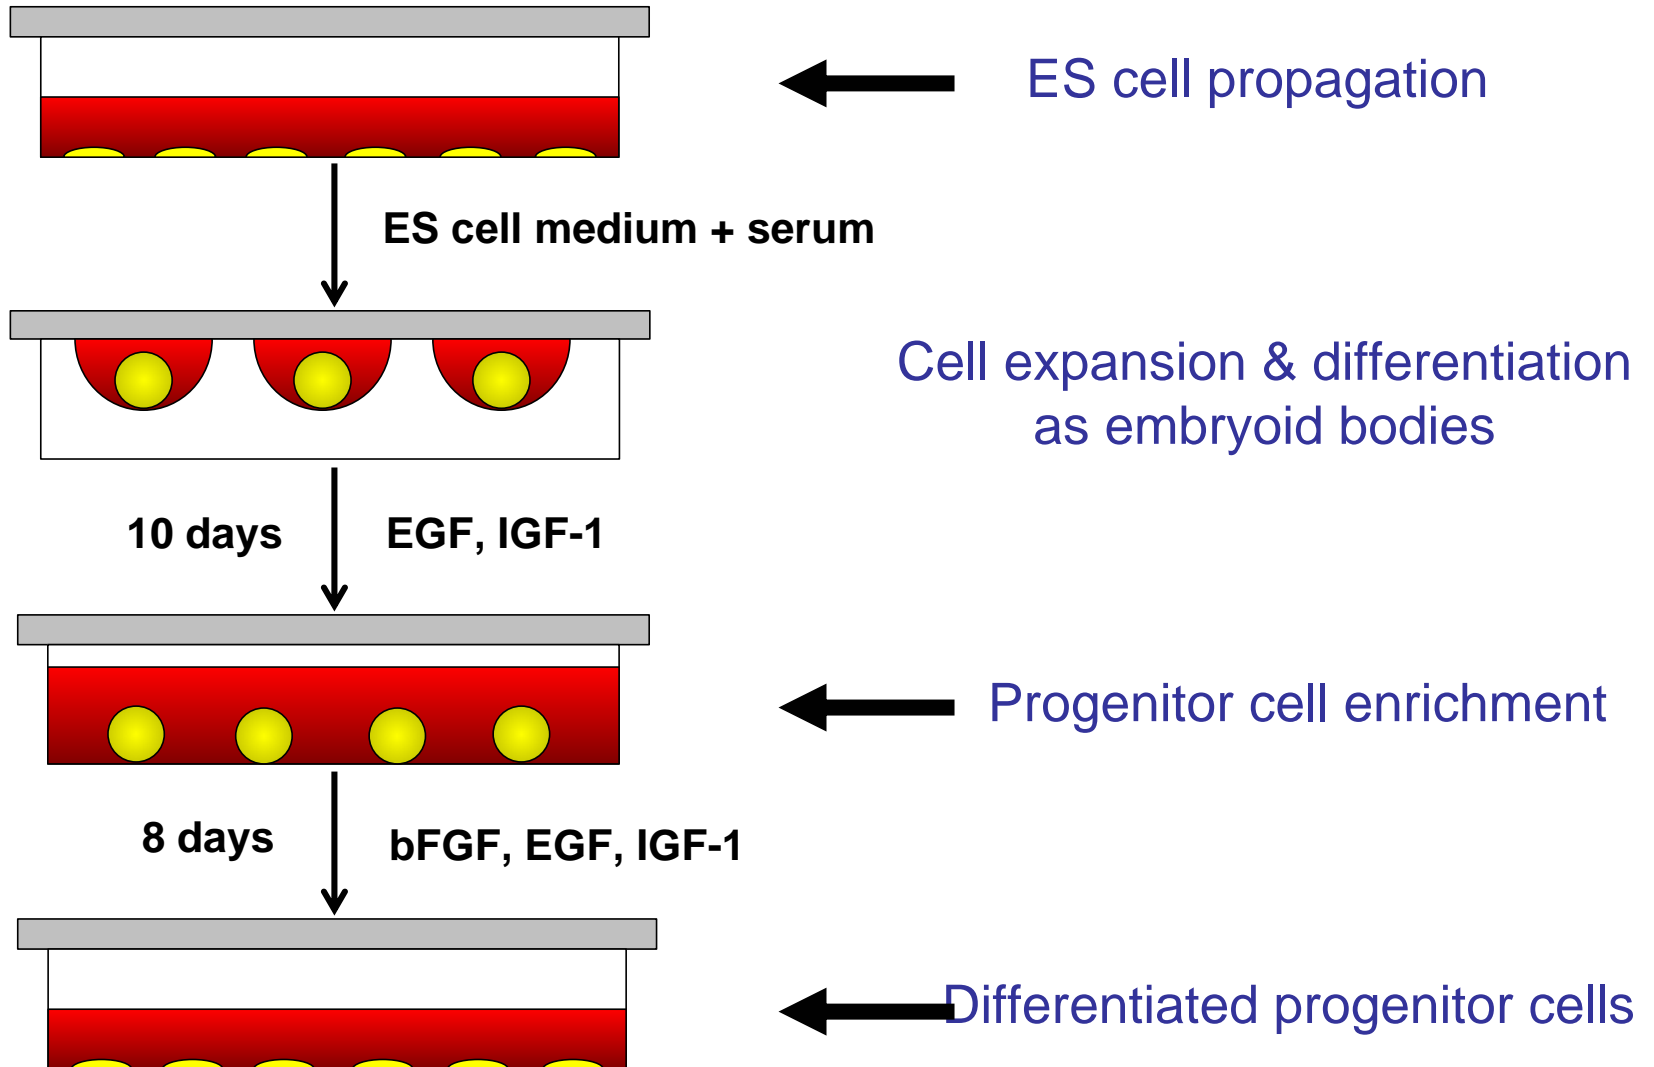 ES cell propagation
ES cell medium + serum
Cell expansion & differentiation
as embryoid bodies
10 days
EGF, IGF-1
Progenitor cell enrichment
8 days
bFGF, EGF, IGF-1
Differentiated progenitor cells